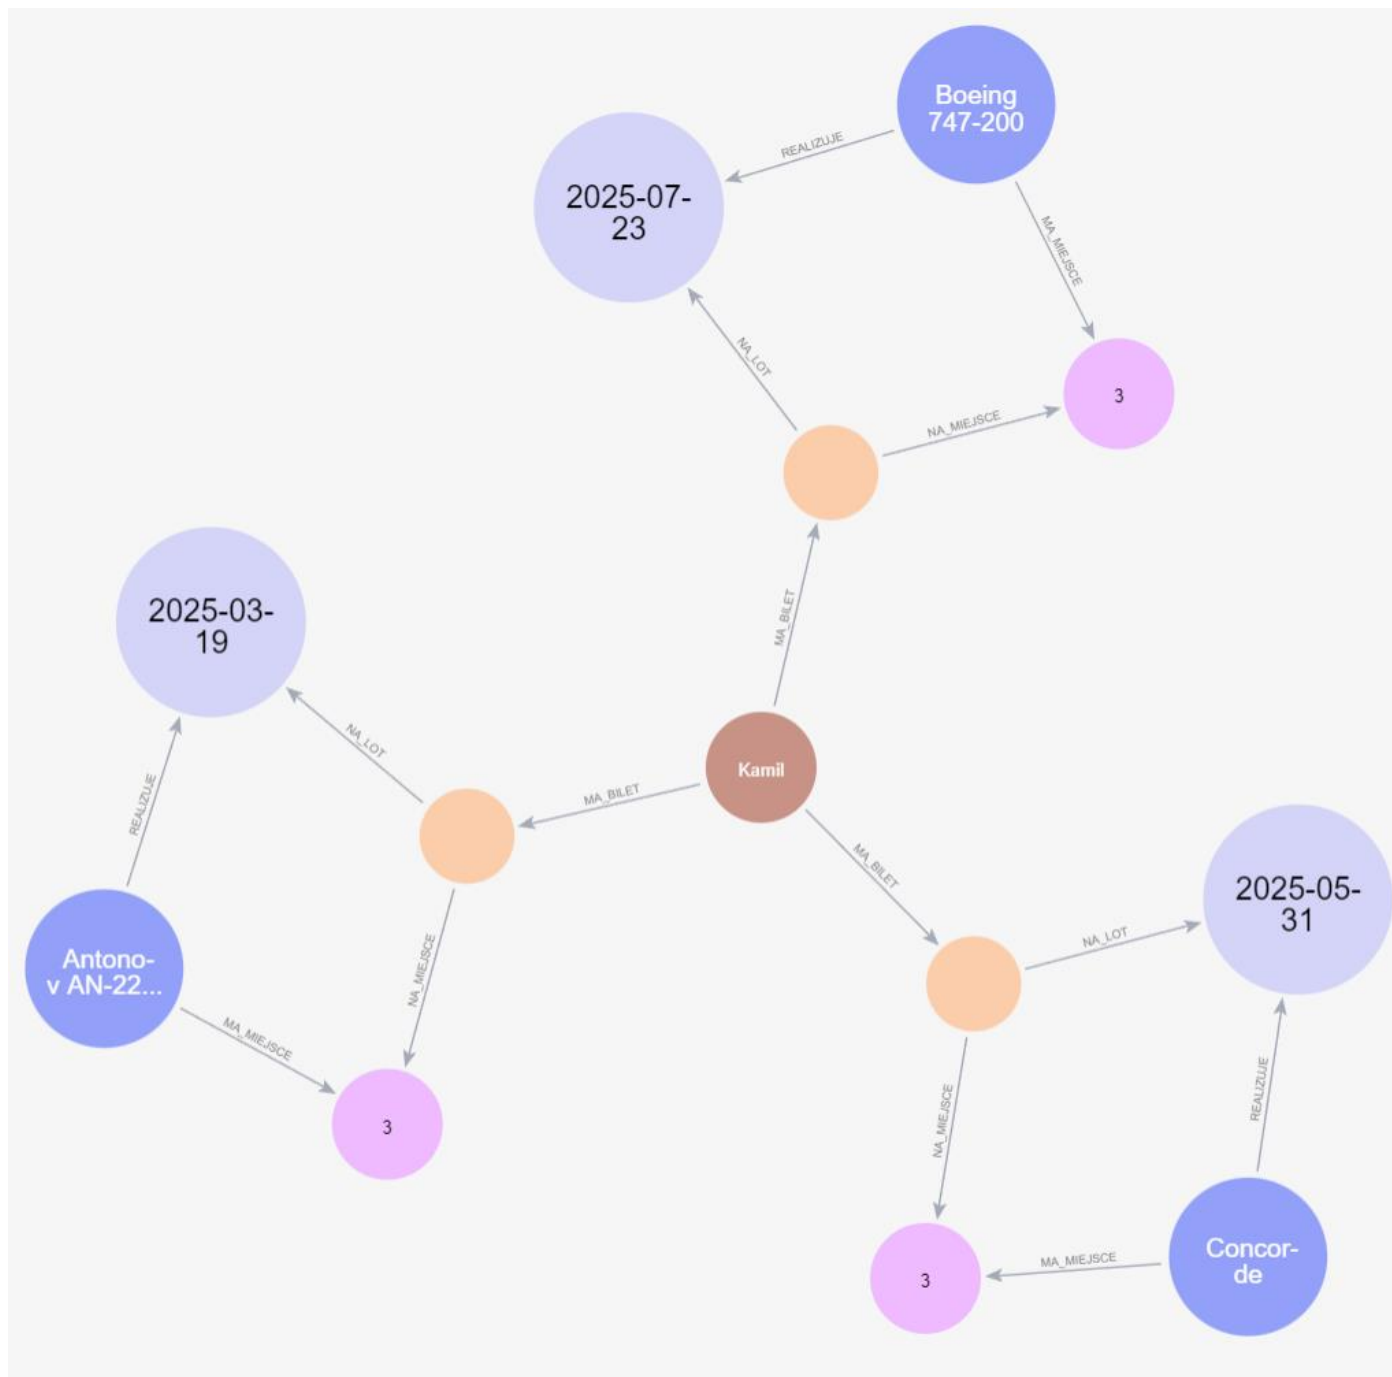 Boeing
747-200
REALIZUJE
2025-07-
23
MA_MIEJSCE
NA_LOT
3
NA_MIEJSCE
MA_BILET
2025-03-
19
NA_LOT
Kamil
MA_BILET
REALIZUJE
MA_BILET
2025-05-
31
NA_LOT
Antono-
v AN-22...
NA_MIEJSCE
MA_MIEJSCE
3
REALIZUJE
NA_MIEJSCE
Concor-
de
MA_MIEJSCE
3